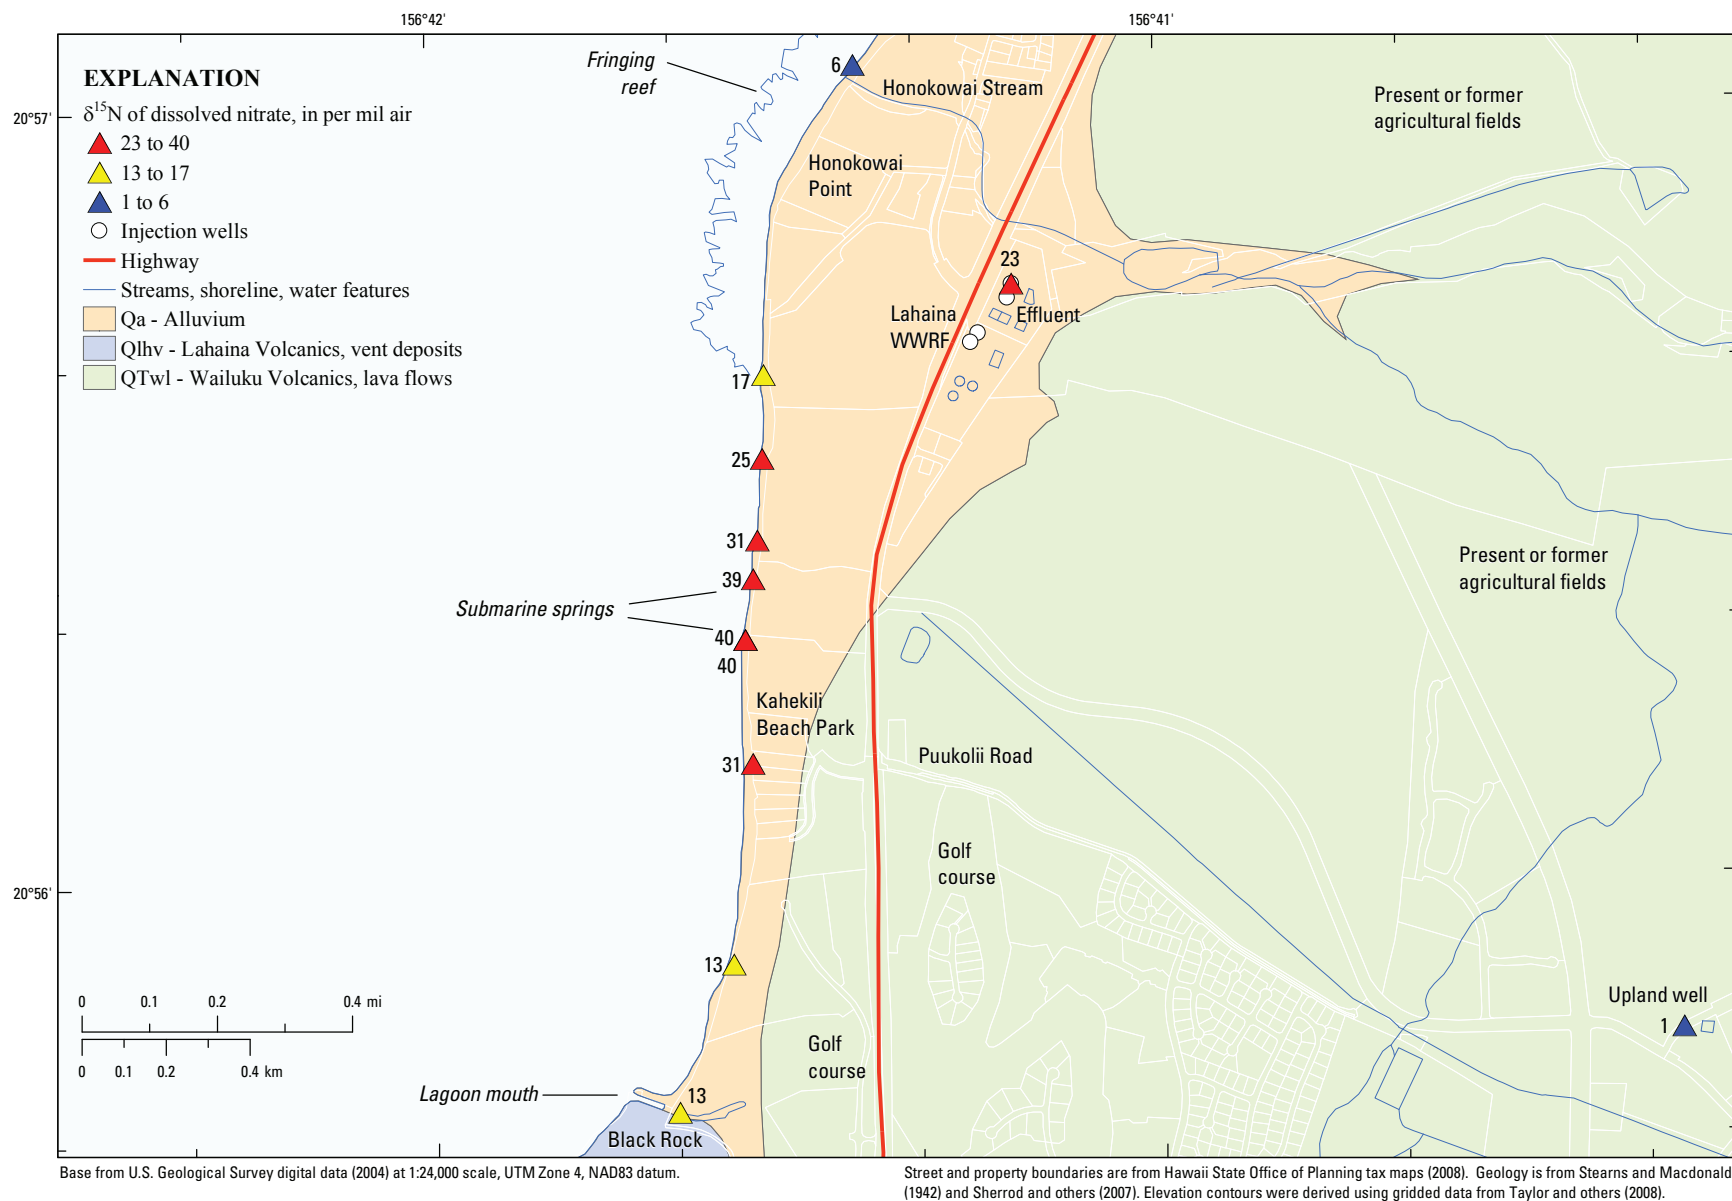 156°42'
156°41'
20°57'
20°56'
EXPLANATION
δ15N of dissolved nitrate, in per mil air
23 to 40
13 to 17
1 to 6
Injection wells
Highway
Streams, shoreline, water features
Qa - Alluvium
Qlhv - Lahaina Volcanics, vent deposits
QTwl - Wailuku Volcanics, lava flows
Fringing
reef
6
Honokowai Stream
Present or former
agricultural fields
Honokowai
Point
23
Lahaina
WWRF
Effluent
17
25
31
39
Submarine springs
40
40
Present or former
agricultural fields
Kahekili
Beach Park
31
Puukolii Road
Golf
course
13
Upland well
1
0 0.1 0.2 0.4 mi
0 0.1 0.2 0.4 km
Golf
course
Lagoon mouth
13
Black Rock
Base from U.S. Geological Survey digital data (2004) at 1:24,000 scale, UTM Zone 4, NAD83 datum.
Street and property boundaries are from Hawaii State Office of Planning tax maps (2008). Geology is from Stearns and Macdonald
(1942) and Sherrod and others (2007). Elevation contours were derived using gridded data from Taylor and others (2008).